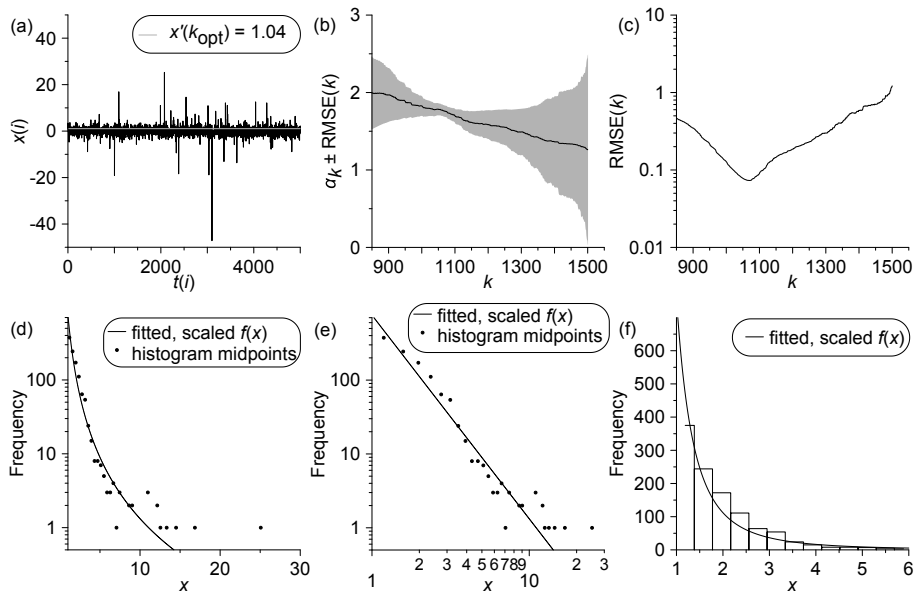 (a)
x'(kopt) = 1.04
40
20
0
-20
-40
x(i)
0
2000
4000
t(i)
(b)
3
2
1
0
αk ± RMSE(k)
900
1100
1300
1500
k
(c)
10
1
0.1
0.01
RMSE(k)
900
1100
1300
1500
k
(d)
fitted, scaled f(x)
histogram midpoints
100
10
1
Frequency
10
20
30
x
(e)
fitted, scaled f(x)
histogram midpoints
100
10
1
Frequency
1
2
3
4
5
6
7
8
9
10
2
3
x
(f)
fitted, scaled f(x)
600
500
400
300
200
100
0
Frequency
1
2
3
4
5
6
x